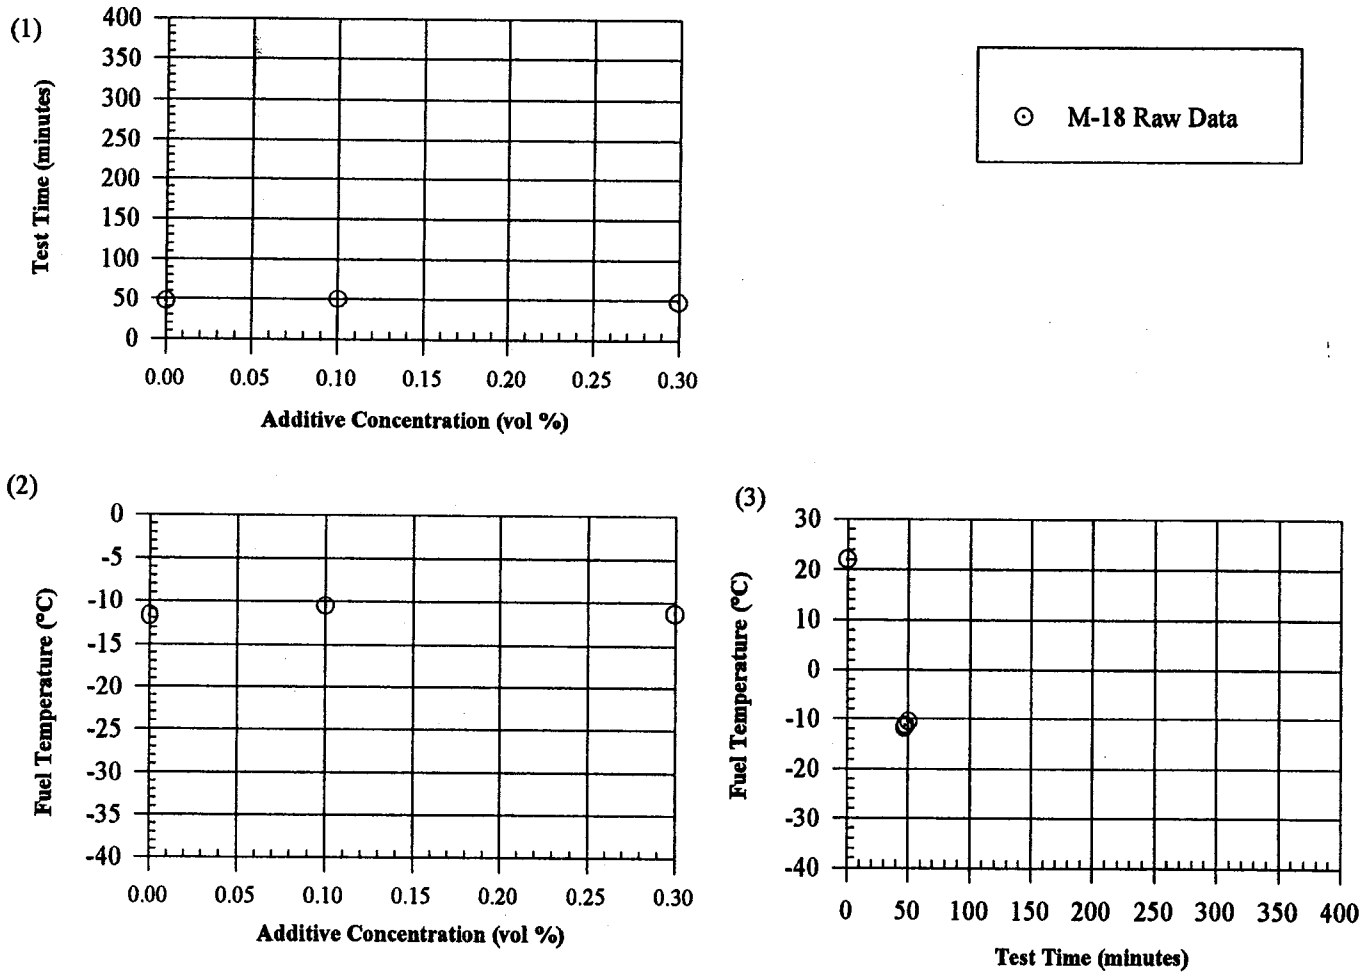 (1)
400
350
300
250
200
150
100
50
0
Test Time (minutes)
0.00 0.05 0.10 0.15 0.20 0.25 0.30
Additive Concentration (vol %)
M-18 Raw Data
(2)
0
-5
-10
-15
-20
-25
-30
-35
-40
Fuel Temperature (°C)
0.00 0.05 0.10 0.15 0.20 0.25 0.30
Additive Concentration (vol %)
(3)
30
20
10
0
-10
-20
-30
-40
Fuel Temperature (°C)
0 50 100 150 200 250 300 350 400
Test Time (minutes)